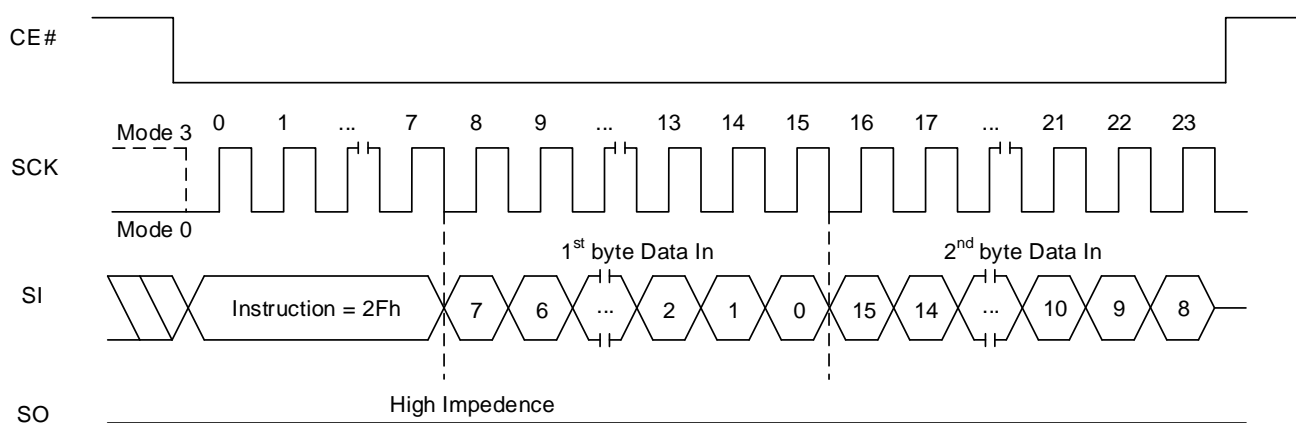 CE#
Mode 3 0 1 ... 7 8 9 ... 13 14 15 16 17 ... 21 22 23
SCK
Mode 0
1st byte Data In 2nd byte Data In
SI Instruction = 2Fh 7 6 ... 2 1 0 15 14 ... 10 9 8
High Impedence
SO